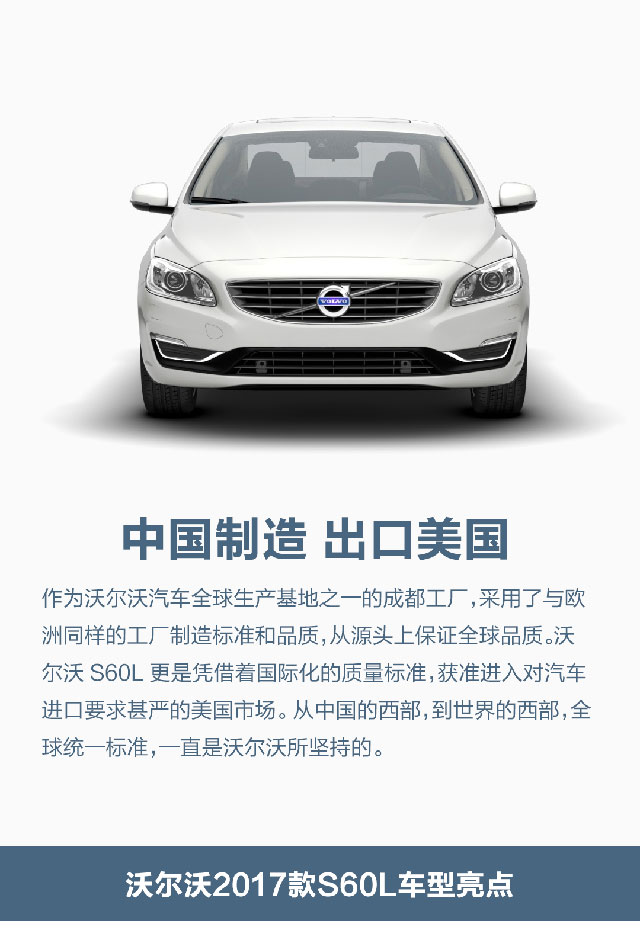 VOLVO
中国制造 出口美国
作为沃尔沃汽车全球生产基地之一的成都工厂，采用了与欧
洲同样的工厂制造标准和品质，从源头上保证全球品质。沃
尔沃 S60L 更是凭借着国际化的质量标准，获准进入对汽车
进口要求甚严的美国市场。从中国的西部，到世界的西部，全
球统一标准，一直是沃尔沃所坚持的。
沃尔沃2017款S60L车型亮点